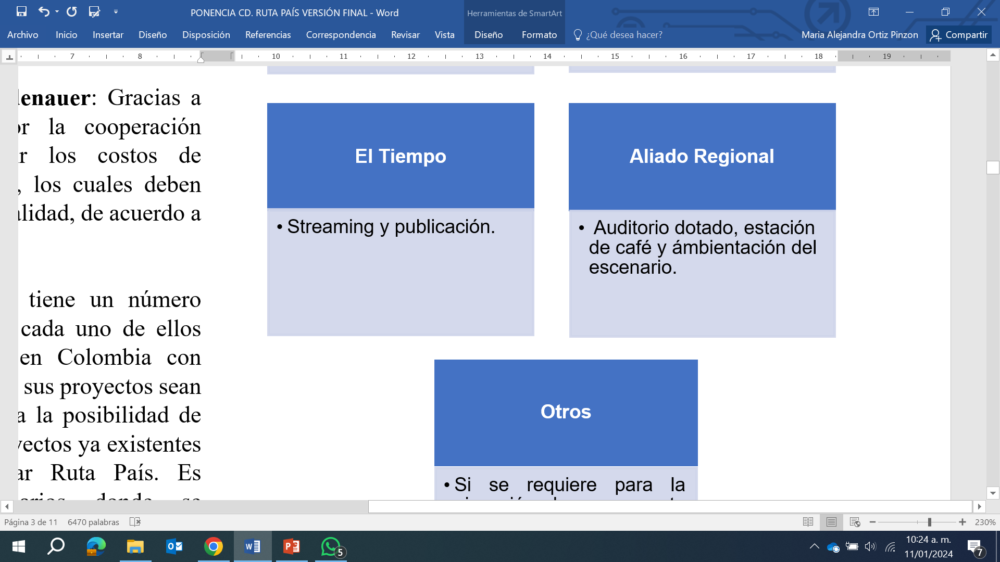 PONENCIA CD. RUTA PAÍS VERSIÓN FINAL - Word
Herramientas de SmartArt
Archivo Inicio Insertar Diseño Disposición Referencias Correspondencia Revisar Vista Diseño Formato ¿Qué desea hacer? Maria Alejandra Ortiz Pinzon Compartir
7 8 10 11 12 13 14 15 16 17 18 19
lenauer: Gracias a
or la cooperación
ir los costos de
, los cuales deben
alidad, de acuerdo a
tiene un número
cada uno de ellos
en Colombia con
sus proyectos sean
a la posibilidad de
yectos ya existentes
ar Ruta País. Es
El Tiempo
• Streaming y publicación.
Aliado Regional
• Auditorio dotado, estación
de café y ámbientación del
escenario.
Otros
• Si se requiere para la
Página 3 de 11 6470 palabras 230%
5
10:24 a. m.
11/01/2024
7